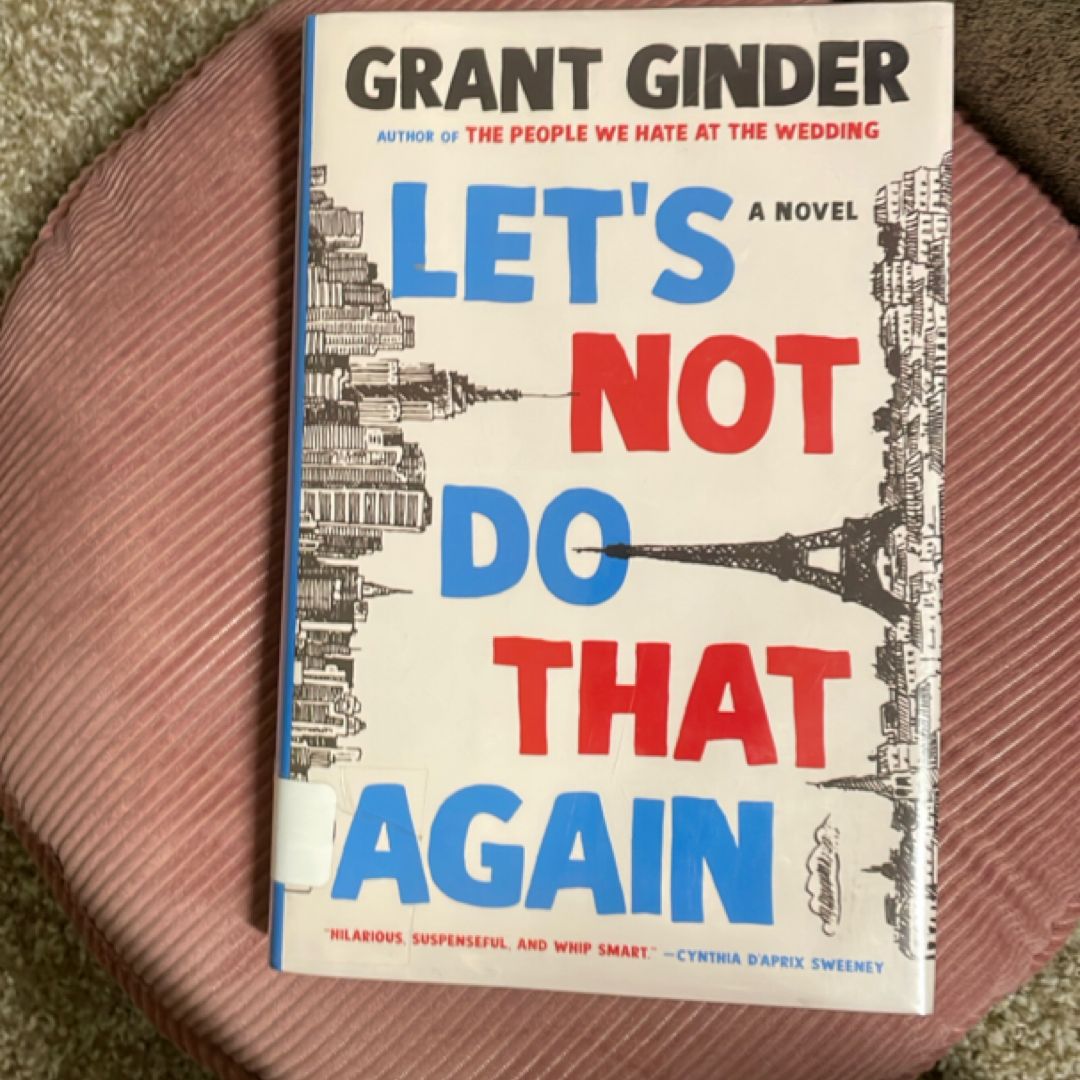 GRANT GINDER
AUTHOR OF THE PEOPLE WE HATE AT THE WEDDING
LET'S
A NOVEL
NOT
DO
THAT
AGAIN
"HILARIOUS, SUSPENSEFUL, AND WHIP SMART." —CYNTHIA D'APRIX SWEENEY